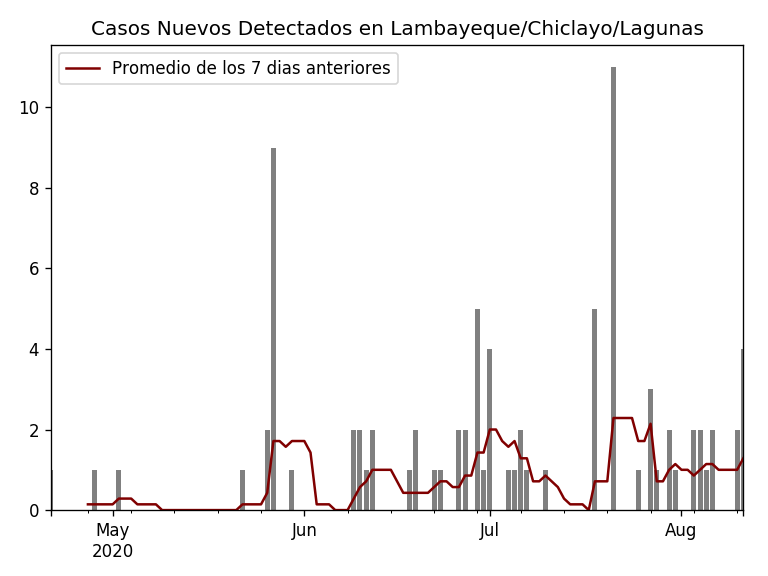 Casos Nuevos Detectados en Lambayeque/Chiclayo/Lagunas
Promedio de los 7 dias anteriores
10
8
6
4
2
0
May Jun Jul Aug
2020